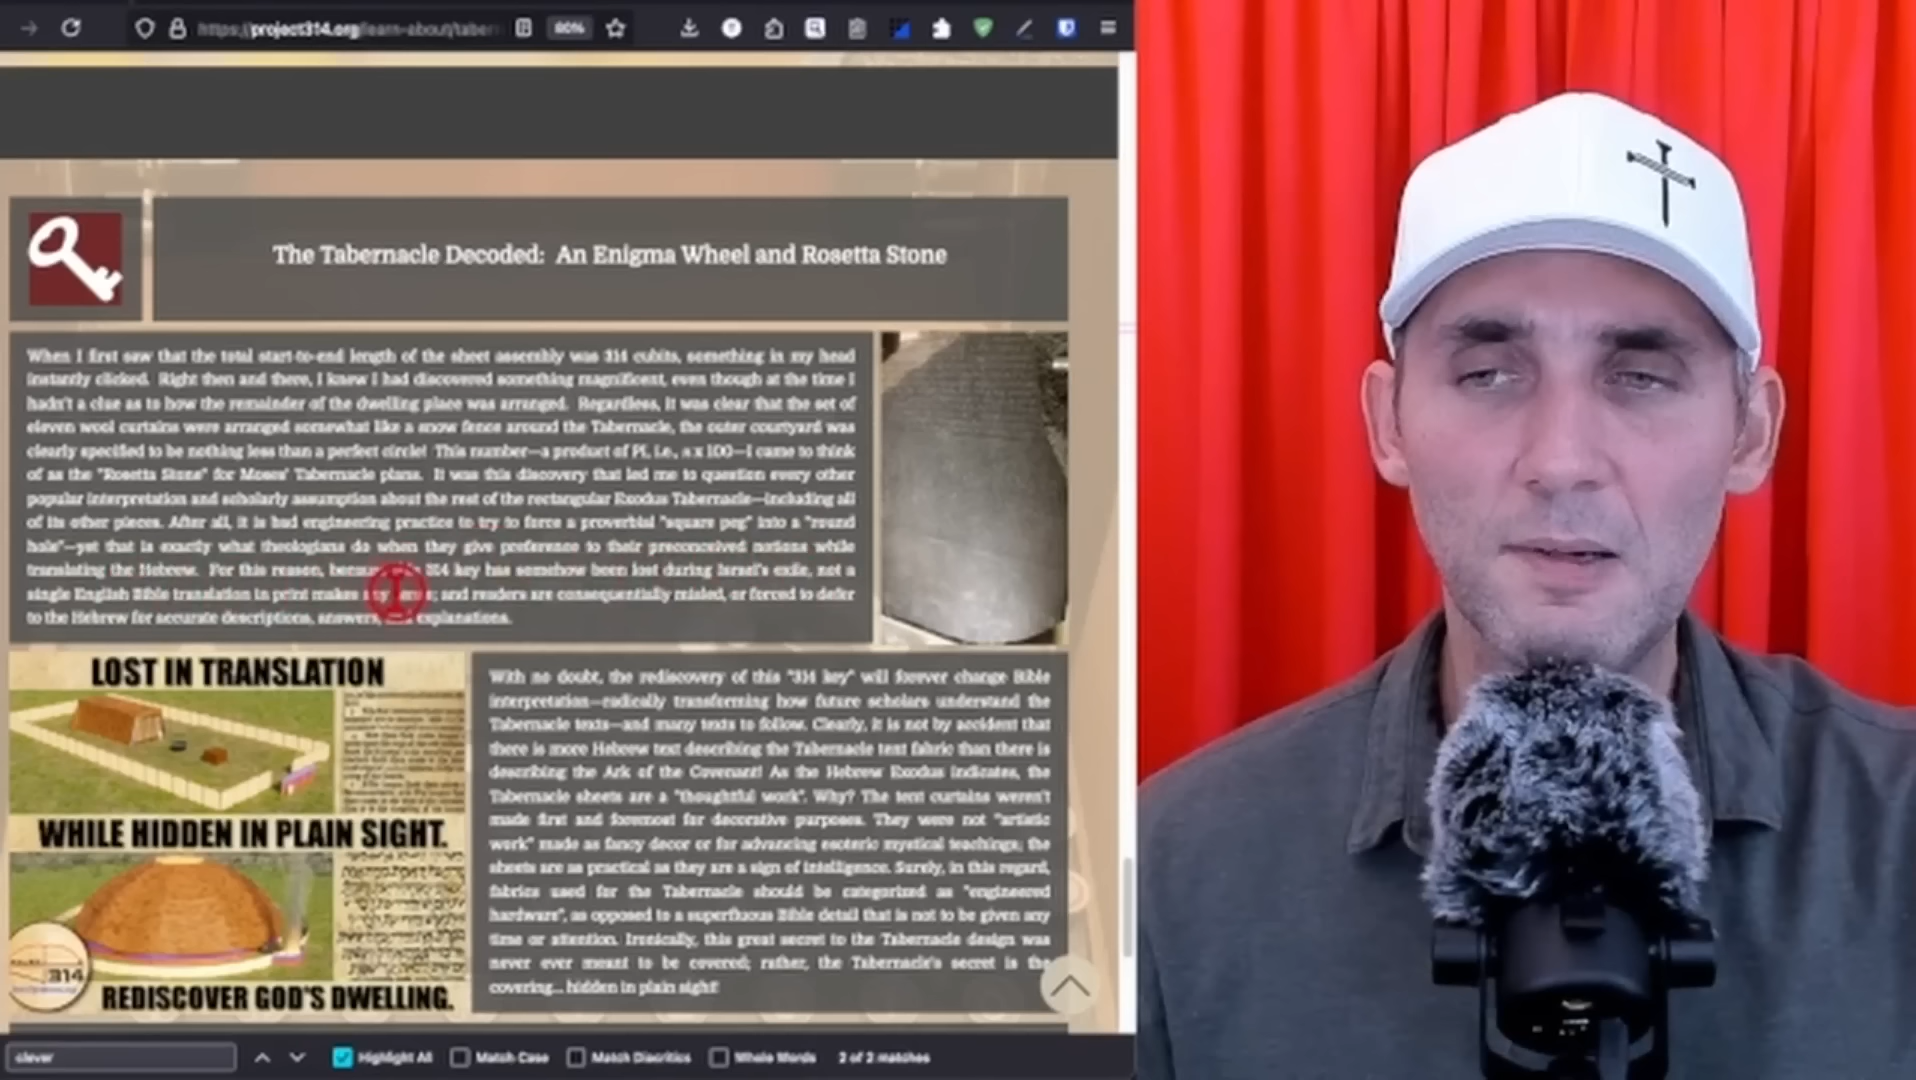 https://project314.org/learn-about/taber
80%
The Tabernacle Decoded: An Enigma Wheel and Rosetta Stone
When I first saw that the total start-to-end length of the sheet assembly was 314 cubits, something in my head
instantly clicked. Right then and there, I knew I had discovered something magnificent, even though at the time I
hadn't a clue as to how the remainder of the dwelling place was arranged. Regardless, it was clear that the set of
eleven wool curtains were arranged somewhat like a snow fence around the Tabernacle, the outer courtyard was
clearly specified to be nothing less than a perfect circle! This number—a product of PI, i.e., π x 100—I came to think
of as the "Rosetta Stone" for Moses' Tabernacle plans. It was this discovery that led me to question every other
popular interpretation and scholarly assumption about the rest of the rectangular Exodus Tabernacle—including all
of its other pieces. After all, it is bad engineering practice to try to force a proverbial "square peg" into a "round
hole"—yet that is exactly what theologians do when they give preference to their preconceived notions while
translating the Hebrew. For this reason, 314 key has somehow been lost during Israel's exile, not a
single English Bible translation in print makes and readers are consequentially misled, or forced to defer
to the Hebrew for accurate descriptions, answers explanations.
LOST IN TRANSLATION
WHILE HIDDEN IN PLAIN SIGHT.
314
REDISCOVER GOD'S DWELLING.
With no doubt, the rediscovery of this "314 key" will forever change Bible
interpretation—radically transforming how future scholars understand the
Tabernacle texts—and many texts to follow. Clearly, it is not by accident that
there is more Hebrew text describing the Tabernacle tent fabric than there is
describing the Ark of the Covenant! As the Hebrew Exodus indicates, the
Tabernacle sheets are a "thoughtful work". Why? The tent curtains weren't
made first and foremost for decorative purposes. They were not "artistic
work" made as fancy decor or for advancing esoteric mystical teachings; the
sheets are as practical as they are a sign of intelligence. Surely, in this regard,
fabrics used for the Tabernacle should be categorized as "engineered
hardware", as opposed to a superfluous Bible detail that is not to be given any
time or attention. Ironically, this great secret to the Tabernacle design was
never ever meant to be covered; rather, the Tabernacle's secret is the
covering... hidden in plain sight!
clever
Highlight All
Match Case
Match Diacritics
Whole Words
2 of 2 matches